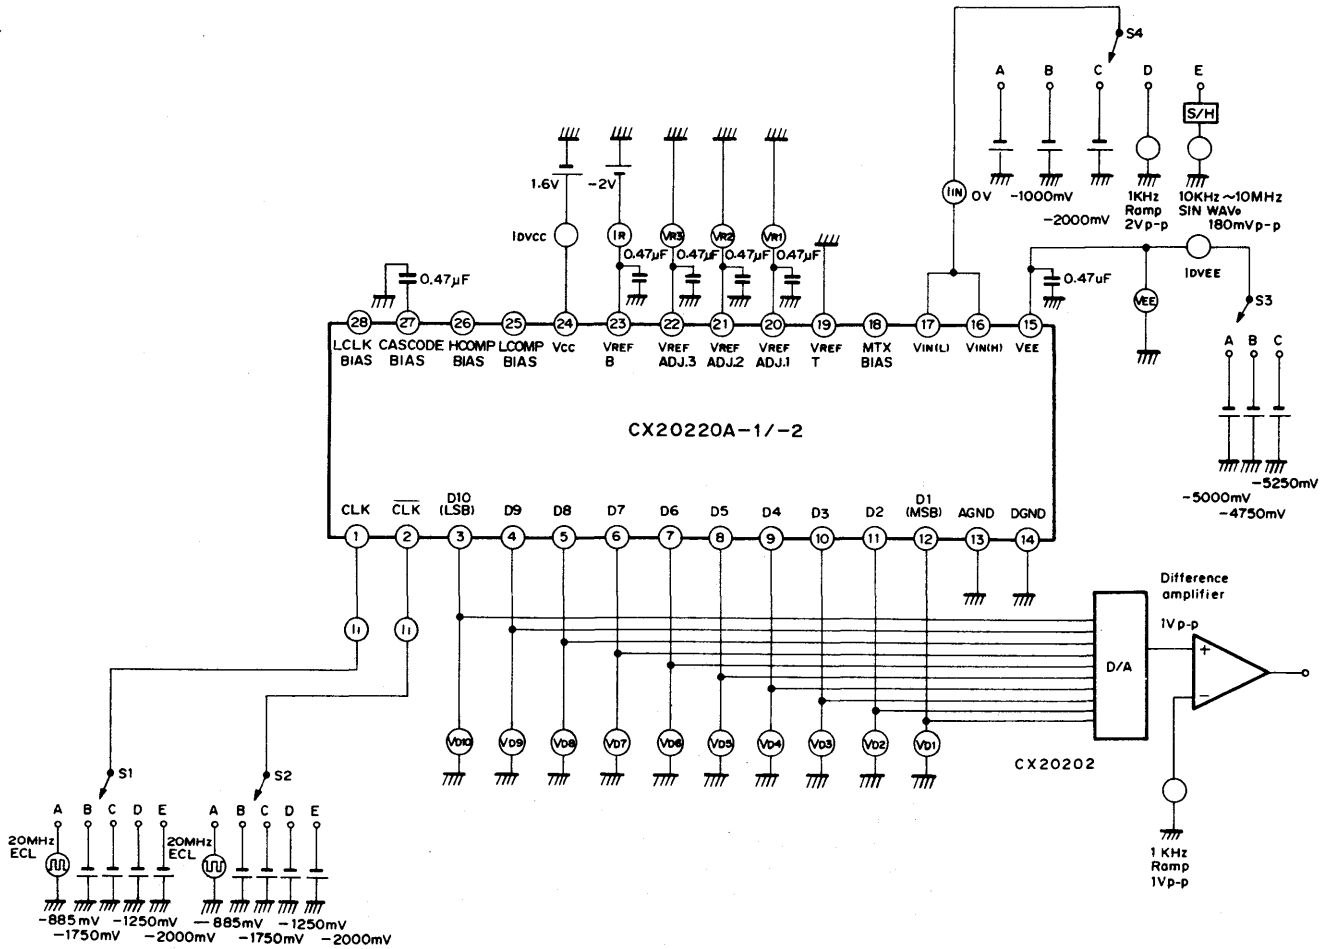 S4
A B C D E
S/H
IIN 0V -1000mV
-2000mV
1KHz
Ramp
2Vp-p
10KHz~10MHz
SIN WAVe
180mVp-p
1.6V -2V
IDVCC IR VR3 VR2 VR1
0.47µF 0.47µF 0.47µF 0.47µF
0.47µF
0.47uF
VEE IDVEE
S3
A B C
-5250mV
-5000mV
-4750mV
28 27 26 25 24 23 22 21 20 19 18 17 16 15
LCLK BIAS
CASCODE BIAS
HCOMP BIAS
LCOMP BIAS
VCC
VREF B
VREF ADJ.3
VREF ADJ.2
VREF ADJ.1
VREF T
MTX BIAS
VIN(L)
VIN(H)
VEE
CX20220A-1/-2
CLK CLK D10 (LSB) D9 D8 D7 D6 D5 D4 D3 D2 D1 (MSB) AGND DGND
1 2 3 4 5 6 7 8 9 10 11 12 13 14
I1 I1
Difference
amplifier
1Vp-p
D/A
+
−
CX20202
VD10 VD9 VD8 VD7 VD6 VD5 VD4 VD3 VD2 VD1
1 KHz
Ramp
1Vp-p
S1 S2
A B C D E A B C D E
20MHz
ECL
20MHz
ECL
-885mV -1250mV -885mV -1250mV
-1750mV -2000mV -1750mV -2000mV